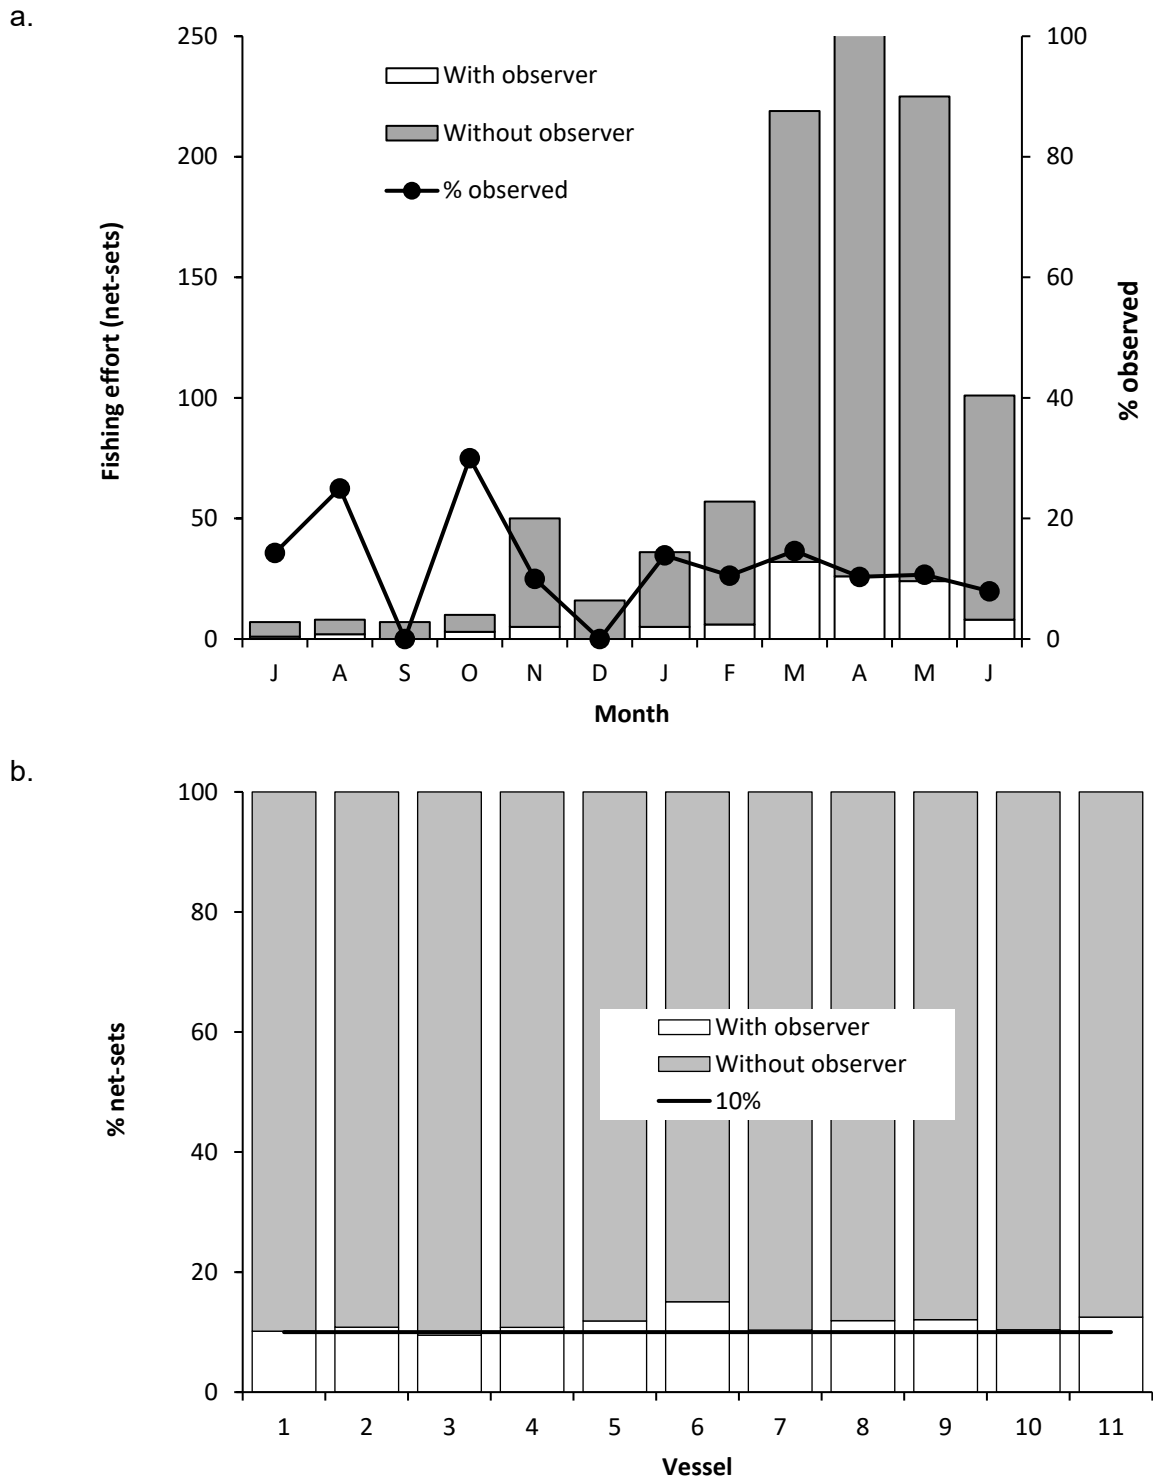 a.
250
200
150
100
50
0
Fishing effort (net-sets)
With observer
Without observer
% observed
100
80
60
40
20
0
% observed
J A S O N D J F M A M J
Month
b.
100
80
60
40
20
0
% net-sets
With observer
Without observer
10%
1 2 3 4 5 6 7 8 9 10 11
Vessel